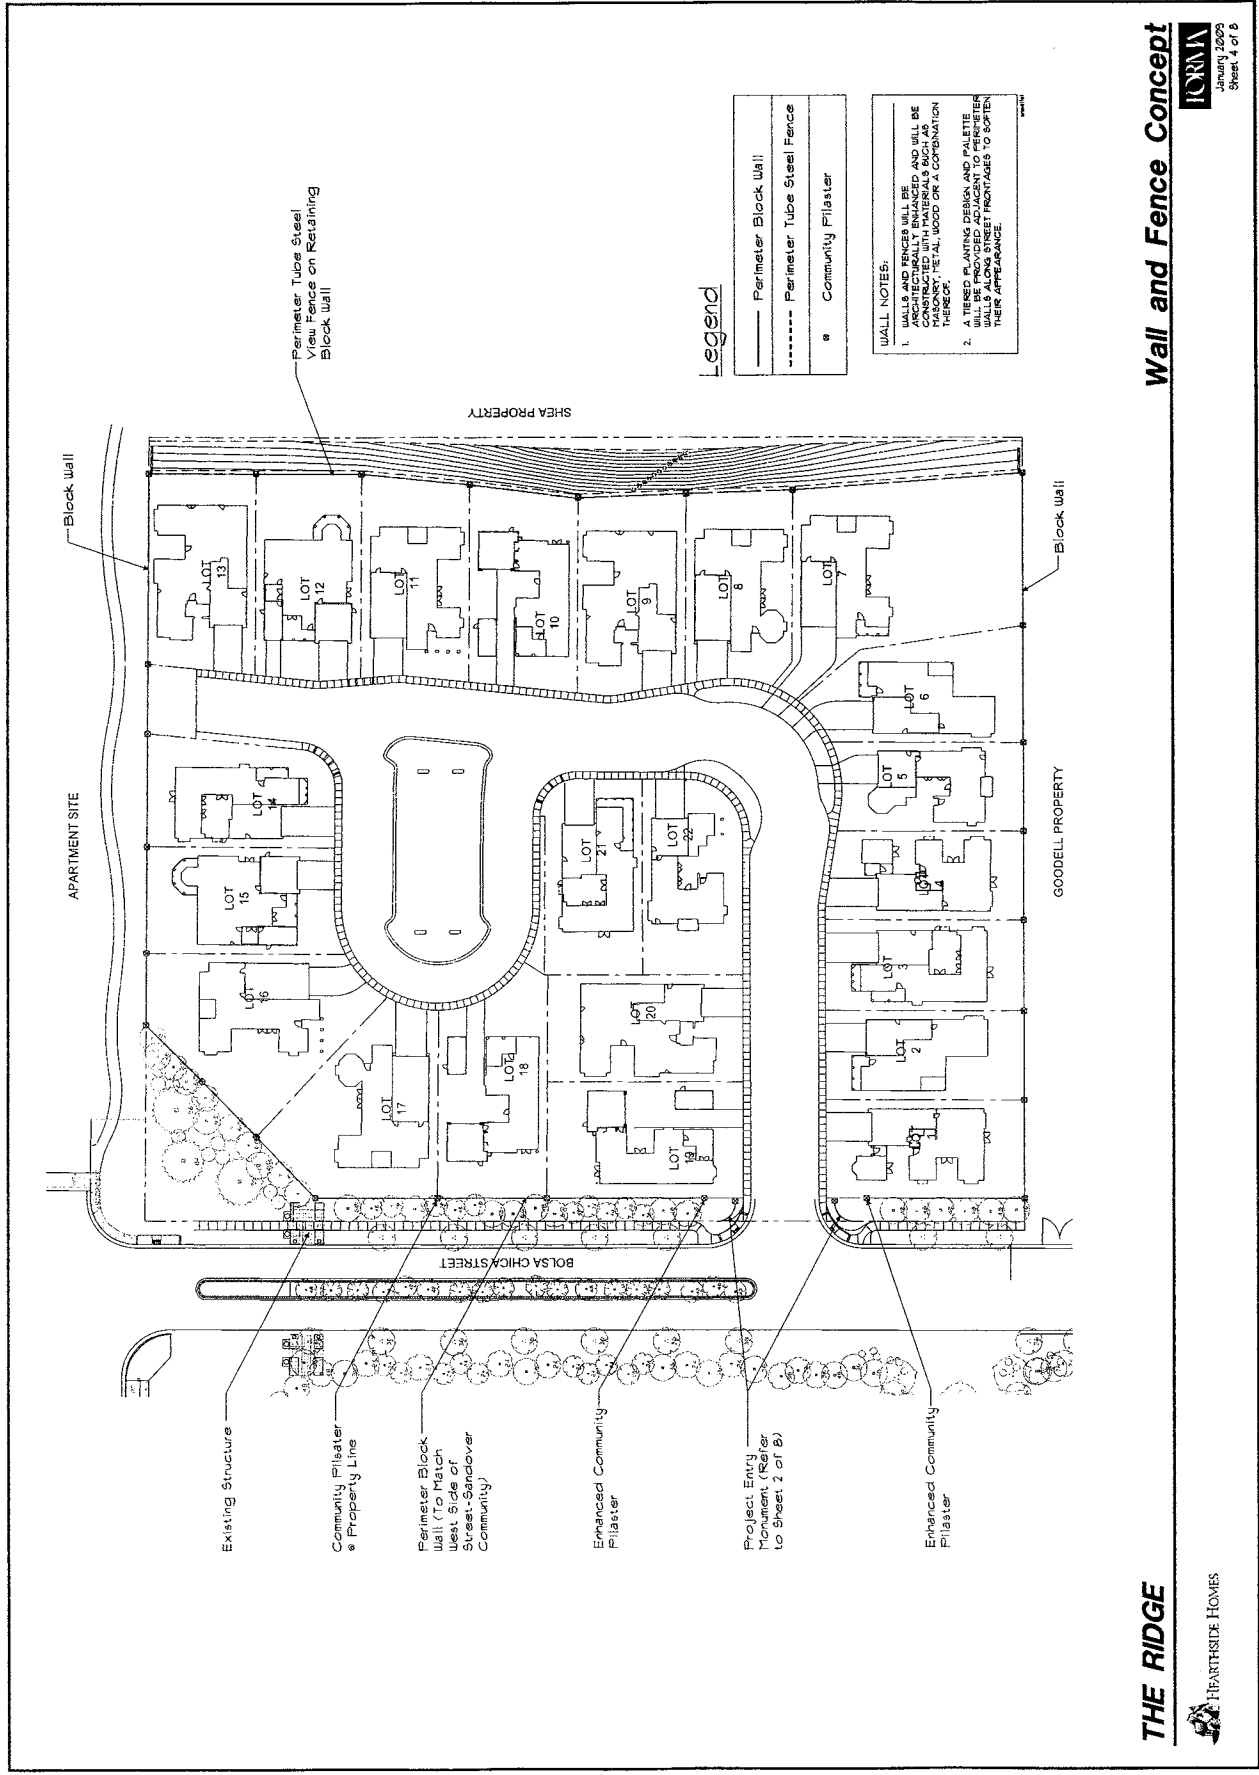 Block Wall
Perimeter Tube Steel
View Fence on Retaining
Block Wall
Legend
Perimeter Block Wall
Perimeter Tube Steel Fence
Community Pilaster
WALL NOTES:
1. WALLS AND FENCES WILL BE
ARCHITECTURALLY ENHANCED AND WILL BE
CONSTRUCTED WITH MATERIALS SUCH AS
MASONRY, METAL, WOOD OR A COMBINATION
THEREOF.
2. A TIERED PLANTING DESIGN AND PALETTE
WILL BE PROVIDED ADJACENT TO PERIMETER
WALLS ALONG STREET FRONTAGES TO SOFTEN
THEIR APPEARANCE.
APARTMENT SITE
SHEA PROPERTY
GOODELL PROPERTY
BOLSA CHICA STREET
Block Wall
LOT
13
LOT
12
LOT
11
LOT
10
LOT
9
LOT
8
LOT
7
LOT
6
LOT
5
LOT
4
LOT
3
LOT
2
LOT
1
LOT
14
LOT
15
LOT
16
LOT
17
LOT
18
LOT
19
LOT
20
LOT
21
LOT
22
Existing Structure
Community Pilsater
@ Property Line
Perimeter Block
Wall (To Match
West Side of
Street-Sandover
Community)
Enhanced Community
Pilaster
Project Entry
Monument (Refer
to Sheet 2 of 8)
Enhanced Community
Pilaster
THE RIDGE
Wall and Fence Concept
HEARTHSIDE HOMES
FORMA
January 2009
Sheet 4 of 8